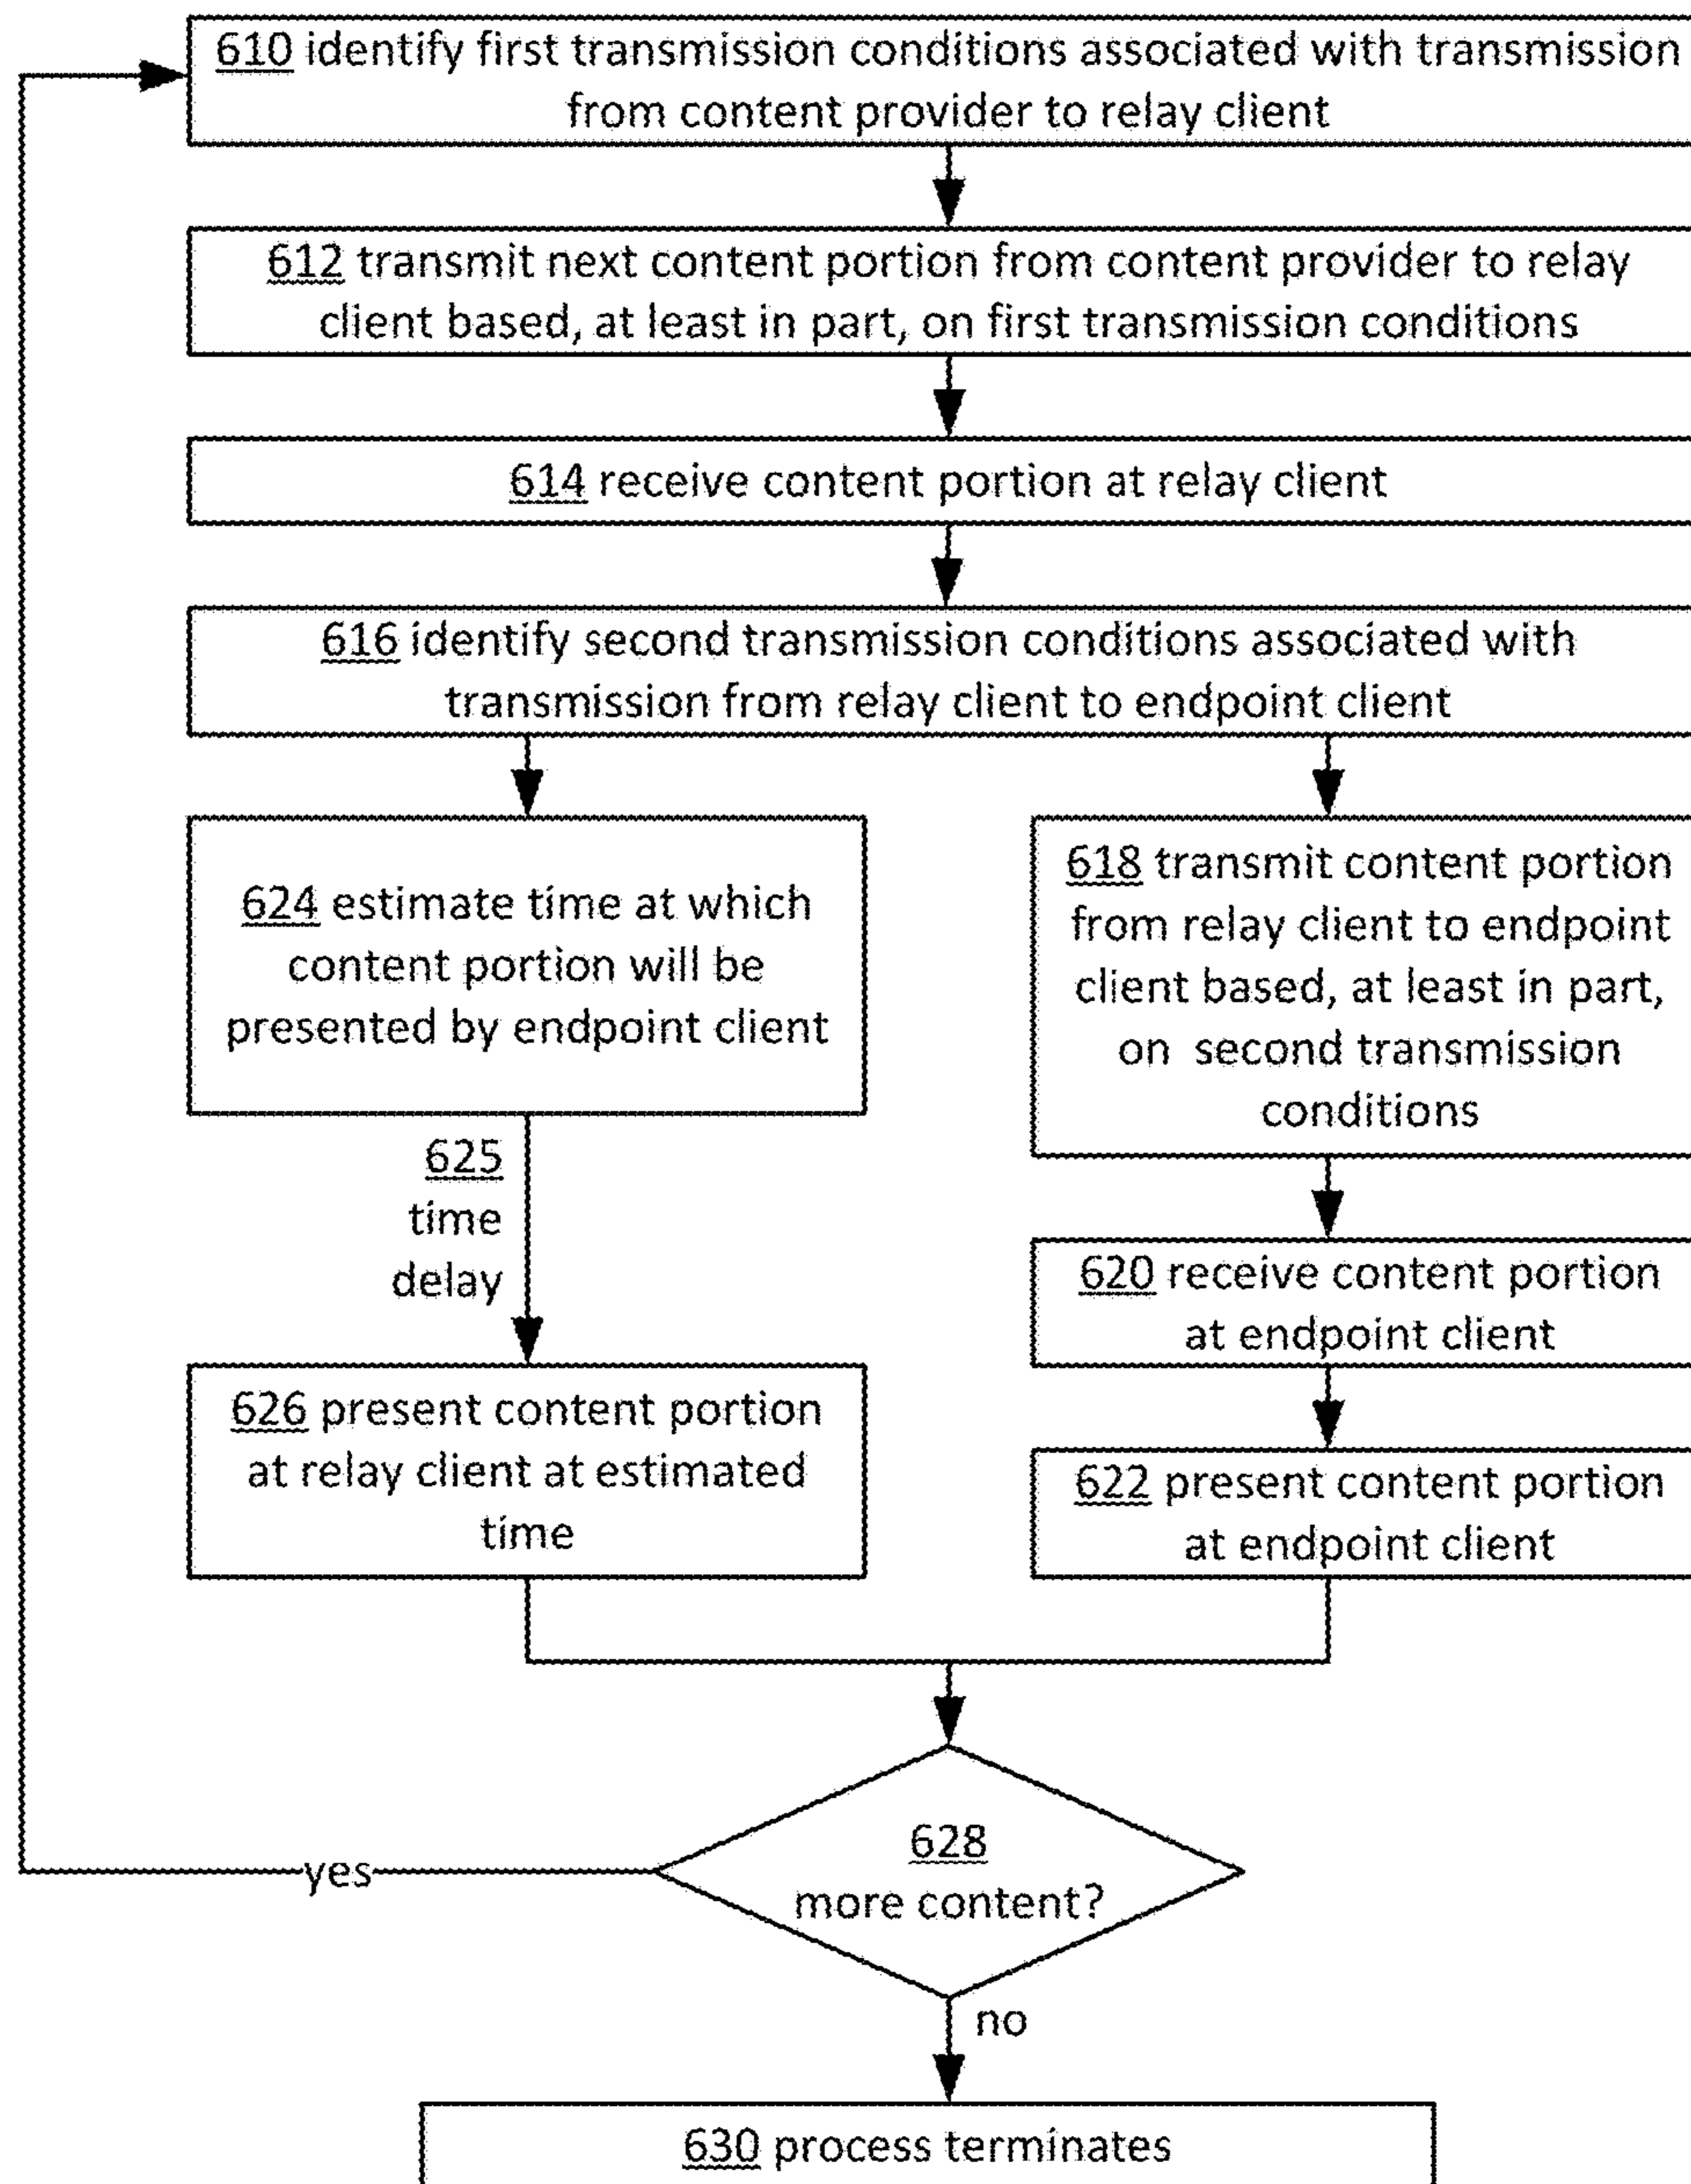 610 identify first transmission conditions associated with transmission
from content provider to relay client
612 transmit next content portion from content provider to relay
client based, at least in part, on first transmission conditions
614 receive content portion at relay client
616 identify second transmission conditions associated with
transmission from relay client to endpoint client
624 estimate time at which
content portion will be
presented by endpoint client
625
time
delay
626 present content portion
at relay client at estimated
time
618 transmit content portion
from relay client to endpoint
client based, at least in part,
on second transmission
conditions
620 receive content portion
at endpoint client
622 present content portion
at endpoint client
628
more content?
yes
no
630 process terminates